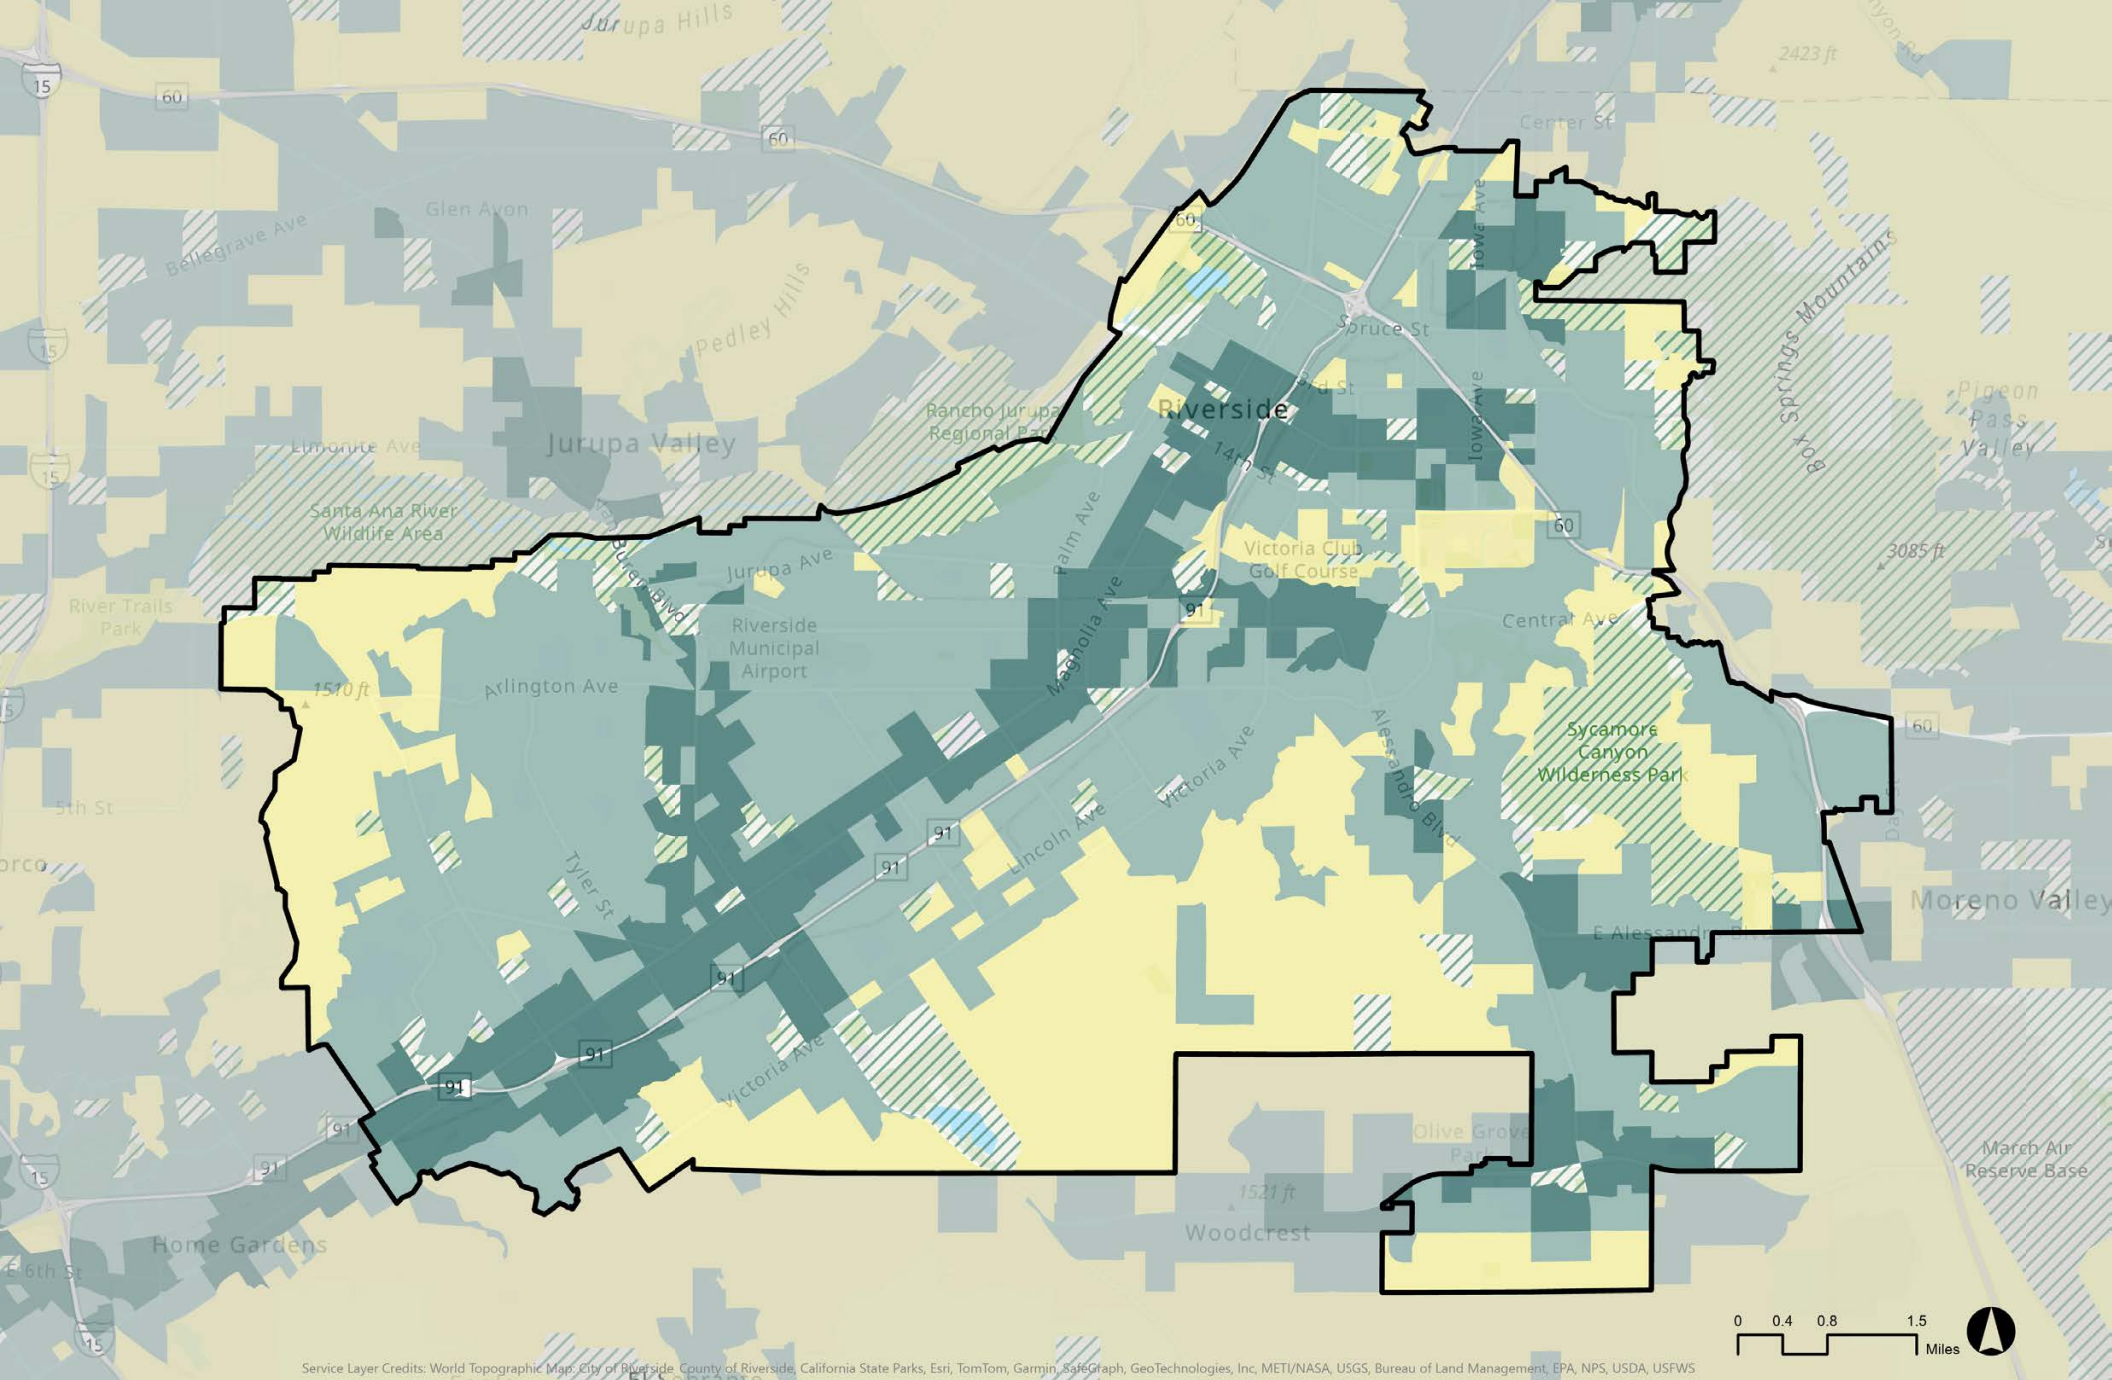 Jurupa Hills
nyon Rd
2423 ft
15
60
60
Center St
Glen Avon
Bellegrave Ave
Iowa Ave
60
Box Springs Mountains
Pedley Hills
15
Spruce St
3rd St
Pigeon
Pass
Valley
Rancho Jurupa
Regional Park
Riverside
Iowa Ave
Limonite Ave
Jurupa Valley
14th St
15
Santa Ana River
Wildlife Area
Palm Ave
60
Victoria Club
Golf Course
3085 ft
Buren Blvd
Jurupa Ave
River Trails
Park
91
Central Ave
Riverside
Municipal
Airport
Magnolia Ave
Arlington Ave
1510 ft
15
60
Sycamore
Canyon
Wilderness Park
Alessandro Blvd
Victoria Ave
5th St
91
Lincoln Ave
orco
91
Tyler St
Moreno Valley
E Alessandro Blvd
91
91
Victoria Ave
91
91
91
15
Olive Grove
Park
March Air
Reserve Base
1521 ft
Woodcrest
Home Gardens
E 6th St
15
0 0.4 0.8 1.5
Miles
Service Layer Credits: World Topographic Map: City of Riverside, County of Riverside, California State Parks, Esri, TomTom, Garmin, SafeGraph, GeoTechnologies, Inc, METI/NASA, USGS, Bureau of Land Management, EPA, NPS, USDA, USFWS
El Sobrante